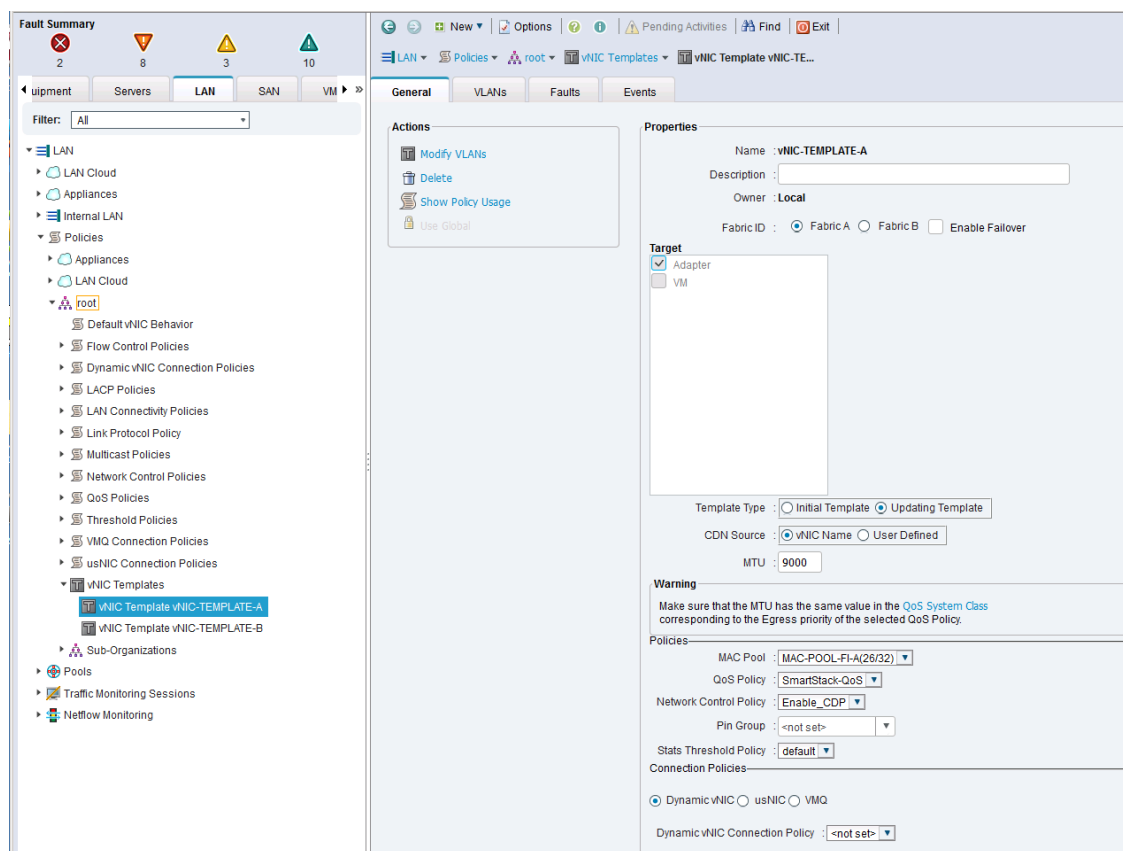 Fault Summary
2 8 3 10
uipment Servers LAN SAN VM »
Filter: All
LAN
LAN Cloud
Appliances
Internal LAN
Policies
Appliances
LAN Cloud
root
Default vNIC Behavior
Flow Control Policies
Dynamic vNIC Connection Policies
LACP Policies
LAN Connectivity Policies
Link Protocol Policy
Multicast Policies
Network Control Policies
QoS Policies
Threshold Policies
VMQ Connection Policies
usNIC Connection Policies
vNIC Templates
vNIC Template vNIC-TEMPLATE-A
vNIC Template vNIC-TEMPLATE-B
Sub-Organizations
Pools
Traffic Monitoring Sessions
Netflow Monitoring
New Options ? i Pending Activities Find Exit
LAN Policies root vNIC Templates vNIC Template vNIC-TE...
General VLANs Faults Events
Actions
Modify VLANs
Delete
Show Policy Usage
Use Global
Properties
Name : vNIC-TEMPLATE-A
Description :
Owner : Local
Fabric ID : Fabric A Fabric B Enable Failover
Target
Adapter
VM
Template Type : Initial Template Updating Template
CDN Source : vNIC Name User Defined
MTU : 9000
Warning
Make sure that the MTU has the same value in the QoS System Class
corresponding to the Egress priority of the selected QoS Policy.
Policies
MAC Pool : MAC-POOL-FI-A(26/32)
QoS Policy : SmartStack-QoS
Network Control Policy : Enable_CDP
Pin Group : <not set>
Stats Threshold Policy : default
Connection Policies
Dynamic vNIC usNIC VMQ
Dynamic vNIC Connection Policy : <not set>